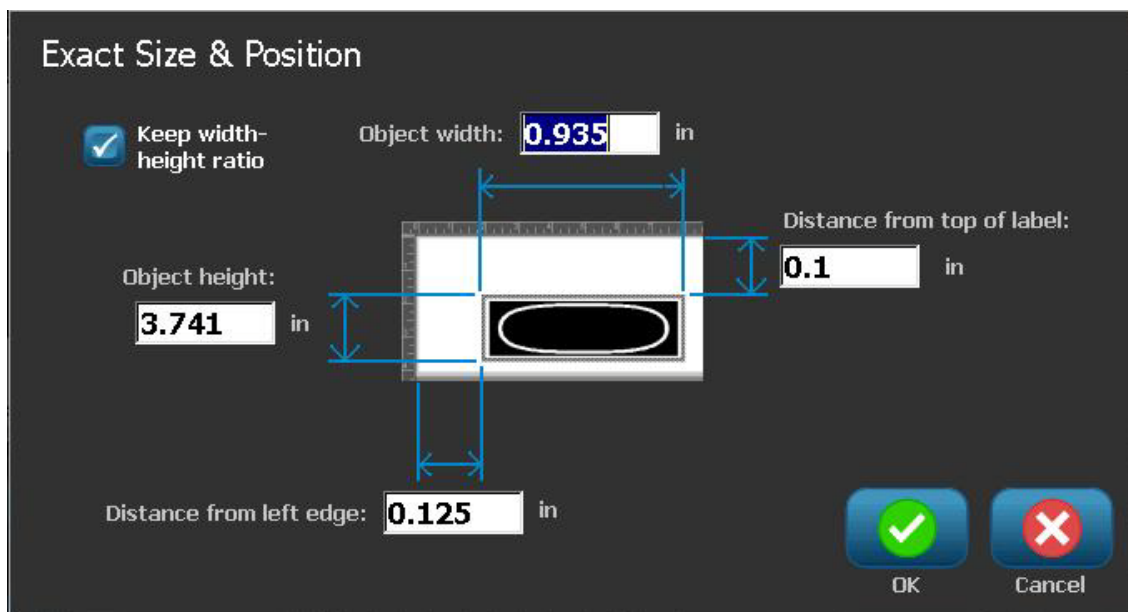 Exact Size & Position
Keep width-
height ratio
Object width: 0.935 in
Distance from top of label:
0.1 in
Object height:
3.741 in
Distance from left edge: 0.125 in
OK
Cancel